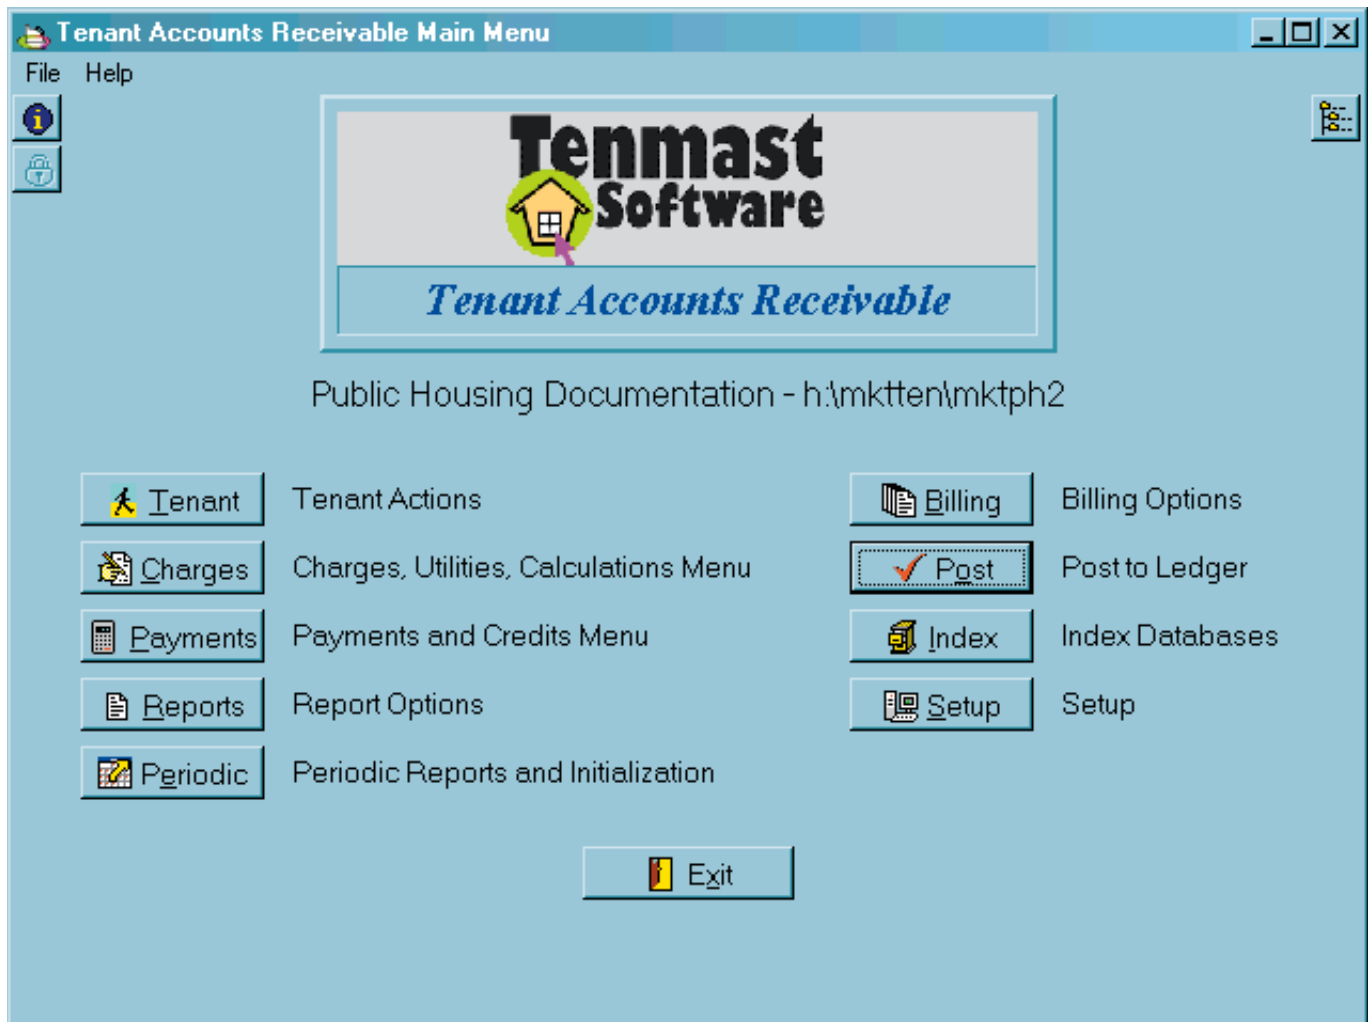 Tenant Accounts Receivable Main Menu
File Help
Tenmast
Software
Tenant Accounts Receivable
Public Housing Documentation - h:\mktten\mktph2
Tenant Tenant Actions Billing Billing Options
Charges Charges, Utilities, Calculations Menu Post Post to Ledger
Payments Payments and Credits Menu Index Index Databases
Reports Report Options Setup Setup
Periodic Periodic Reports and Initialization
Exit